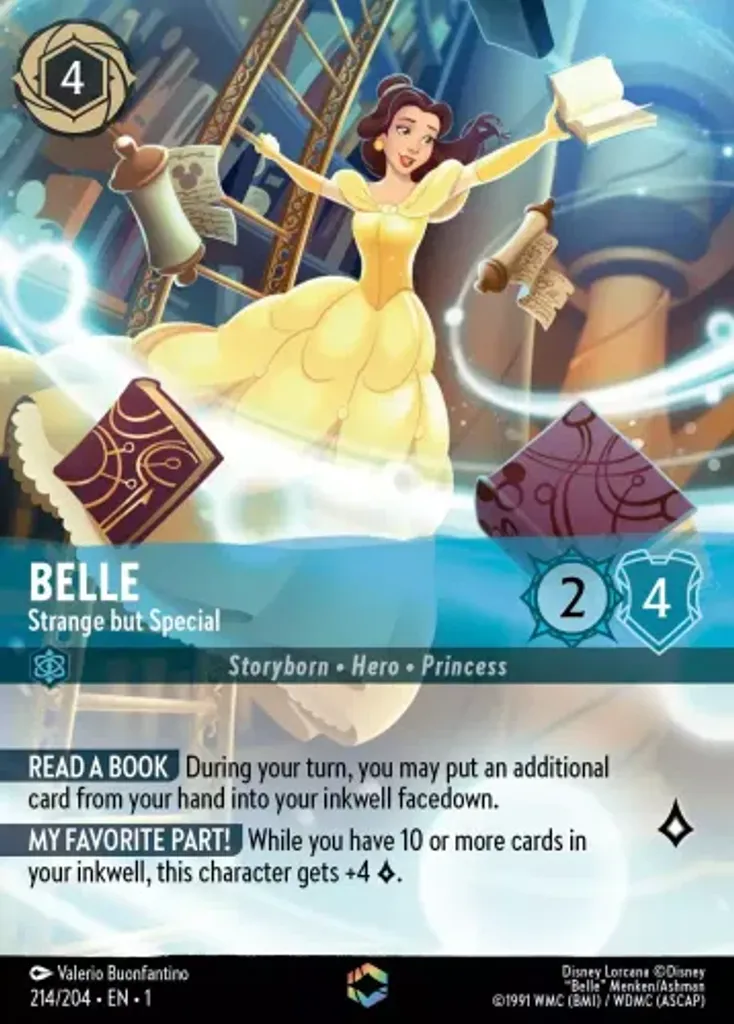 4
BELLE
Strange but Special
2
4
Storyborn • Hero • Princess
READ A BOOK During your turn, you may put an additional
card from your hand into your inkwell facedown.
MY FAVORITE PART! While you have 10 or more cards in
your inkwell, this character gets +4 .
Valerio Buonfantino
214/204 • EN • 1
Disney Lorcana ©Disney
"Belle" Menken/Ashman
©1991 WMC (BMI) / WDMC (ASCAP)